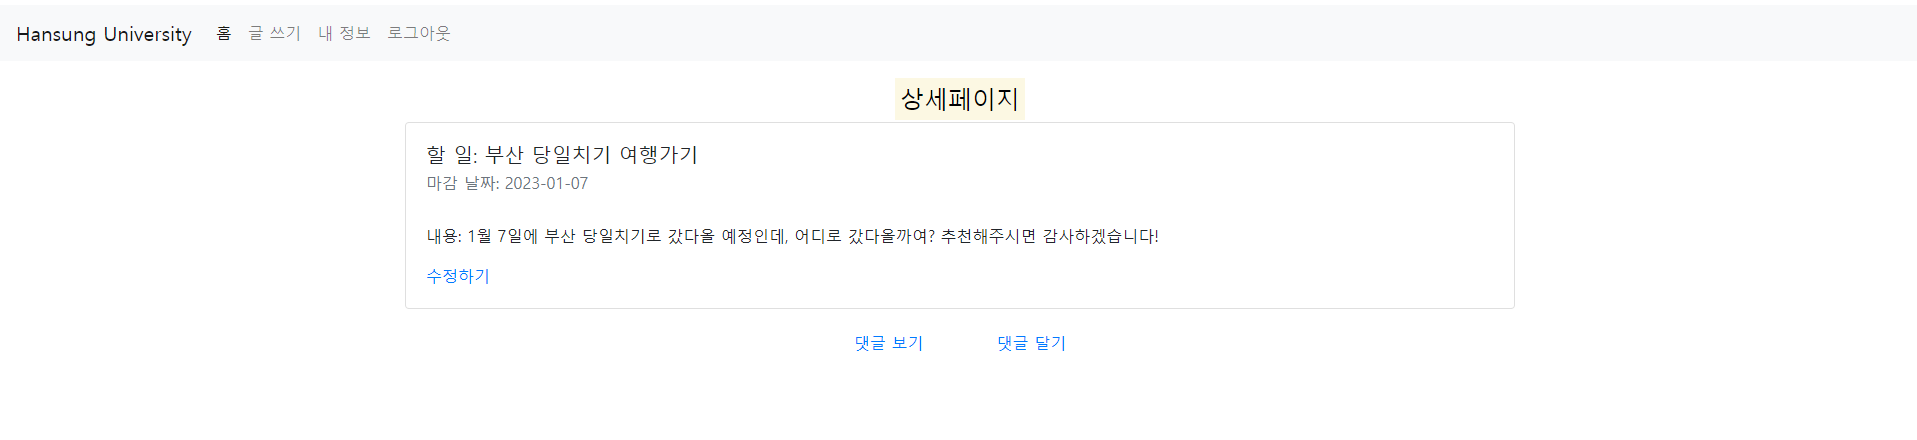 Hansung University 홈 글 쓰기 내 정보 로그아웃
상세페이지
할 일: 부산 당일치기 여행가기
마감 날짜: 2023-01-07
내용: 1월 7일에 부산 당일치기로 갔다올 예정인데, 어디로 갔다올까여? 추천해주시면 감사하겠습니다!
수정하기
댓글 보기 댓글 달기